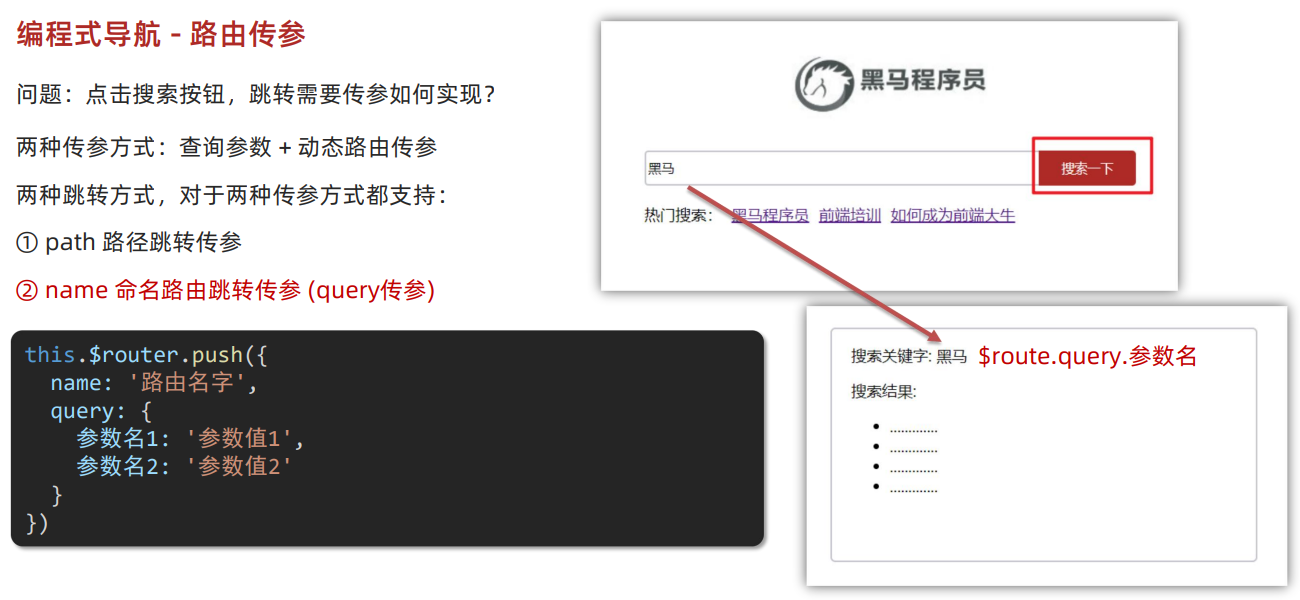 编程式导航 - 路由传参
问题：点击搜索按钮，跳转需要传参如何实现？
两种传参方式：查询参数 + 动态路由传参
两种跳转方式，对于两种传参方式都支持：
① path 路径跳转传参
② name 命名路由跳转传参 (query传参)
this.$router.push({
  name: '路由名字',
  query: {
    参数名1: '参数值1',
    参数名2: '参数值2'
  }
})
黑马程序员
黑马
搜索一下
热门搜索： 黑马程序员 前端培训 如何成为前端大牛
搜索关键字: 黑马 $route.query.参数名
搜索结果:
.............
.............
.............
.............